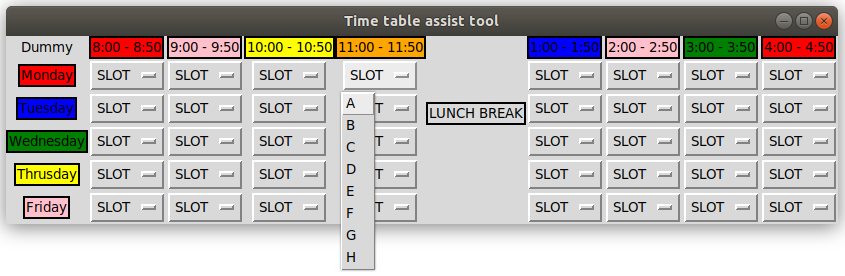 Time table assist tool
Dummy 8:00 - 8:50 9:00 - 9:50 10:00 - 10:50 11:00 - 11:50 1:00 - 1:50 2:00 - 2:50 3:00 - 3:50 4:00 - 4:50
Monday SLOT SLOT SLOT SLOT SLOT SLOT SLOT SLOT
Tuesday SLOT SLOT SLOT OT LUNCH BREAK SLOT SLOT SLOT SLOT
Wednesday SLOT SLOT SLOT OT SLOT SLOT SLOT SLOT
Thrusday SLOT SLOT SLOT OT SLOT SLOT SLOT SLOT
Friday SLOT SLOT SLOT OT SLOT SLOT SLOT SLOT
A
B
C
D
E
F
G
H